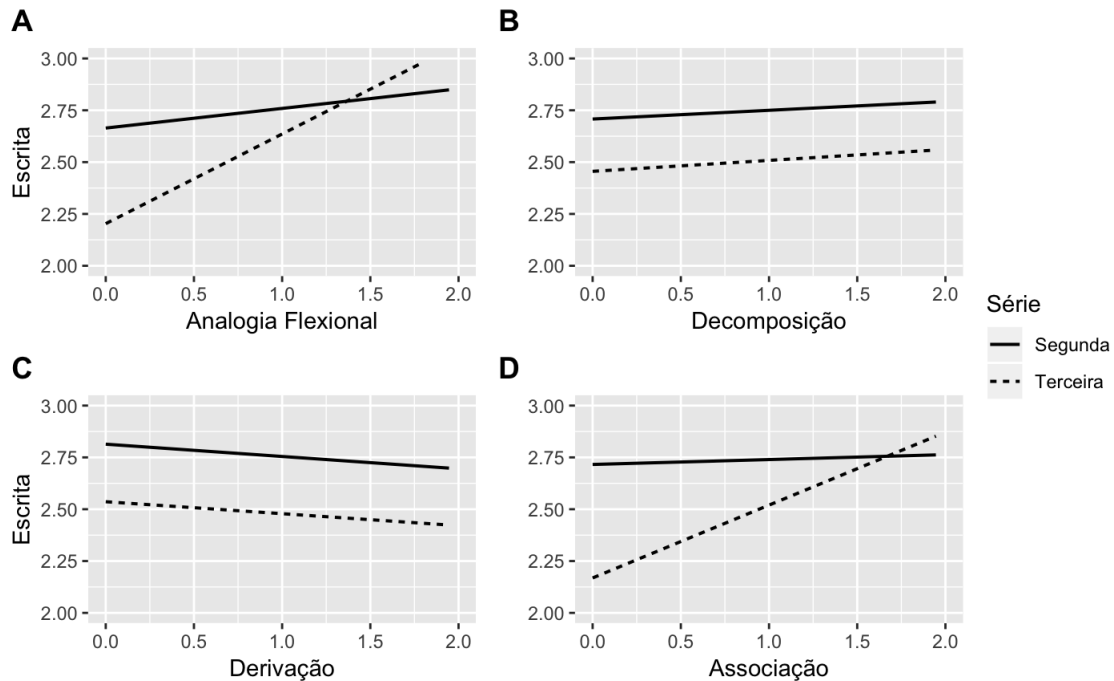 A
Escrita
3.00
2.75
2.50
2.25
2.00
0.0 0.5 1.0 1.5 2.0
Analogia Flexional
B
3.00
2.75
2.50
2.25
2.00
0.0 0.5 1.0 1.5 2.0
Decomposição
C
Escrita
3.00
2.75
2.50
2.25
2.00
0.0 0.5 1.0 1.5 2.0
Derivação
D
3.00
2.75
2.50
2.25
2.00
0.0 0.5 1.0 1.5 2.0
Associação
Série
Segunda
Terceira